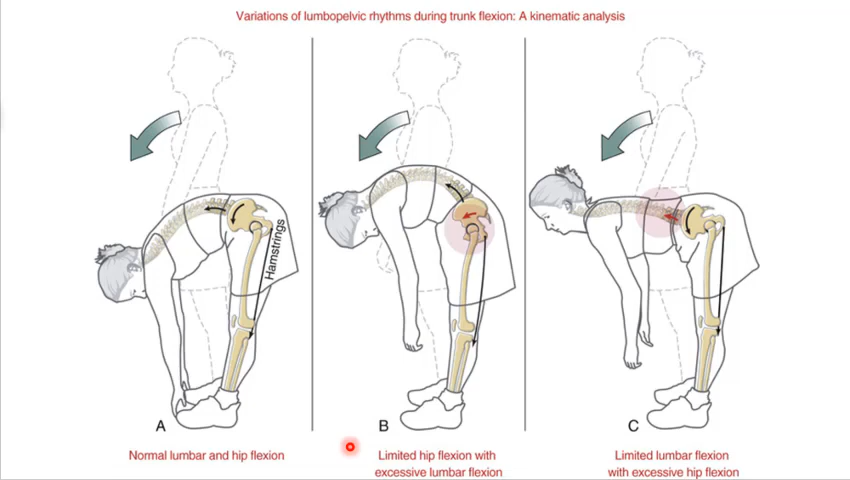 Variations of lumbopelvic rhythms during trunk flexion: A kinematic analysis
Hamstrings
A
B
C
Normal lumbar and hip flexion
Limited hip flexion with
excessive lumbar flexion
Limited lumbar flexion
with excessive hip flexion